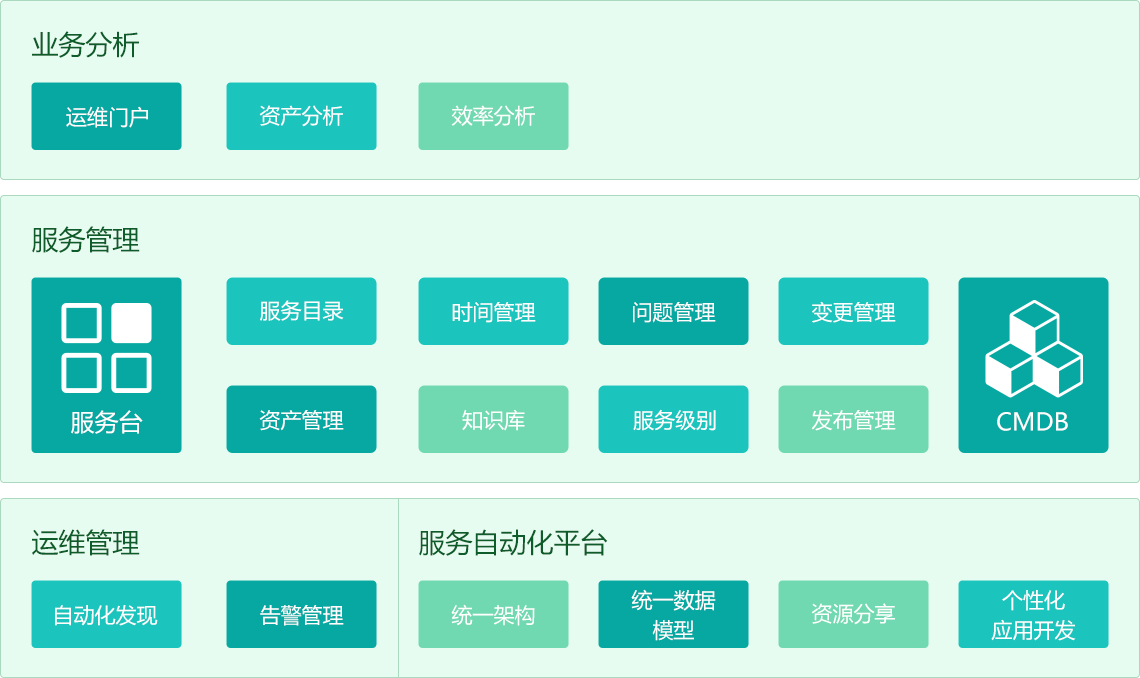 业务分析
运维门户
资产分析
效率分析
服务管理
服务台
服务目录
时间管理
问题管理
变更管理
资产管理
知识库
服务级别
发布管理
CMDB
运维管理
自动化发现
告警管理
服务自动化平台
统一架构
统一数据
模型
资源分享
个性化
应用开发